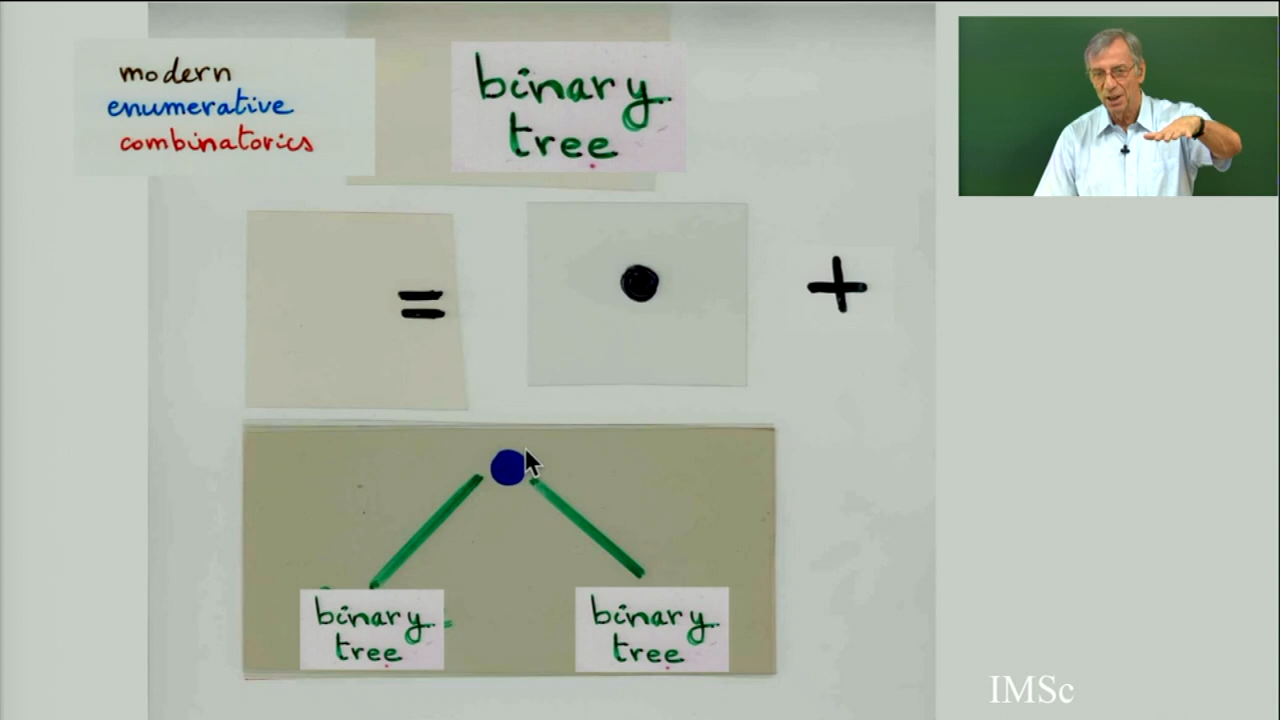 modern
enumerative
combinatorics
binary
tree
= • +
binary
tree
binary
tree
IMSc